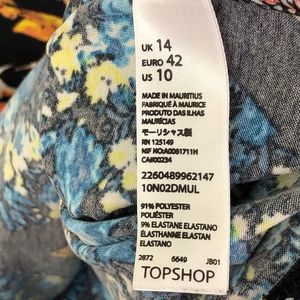 UK 14
EURO 42
US 10
MADE IN MAURITIUS
FABRIQUÉ À MAURICE
PRODUTO DAS ILHAS
MAURÍCIAS
モーリシャス製
RN 125149
NIF NO:A0061711H
CA#00234
2260489962147
10N02DMUL
91% POLYESTER
POLIÉSTER
9% ELASTANE ELASTANO
ÉLASTHANNE ELASTAN
ELASTANO
2872 6649 JB01
TOPSHOP